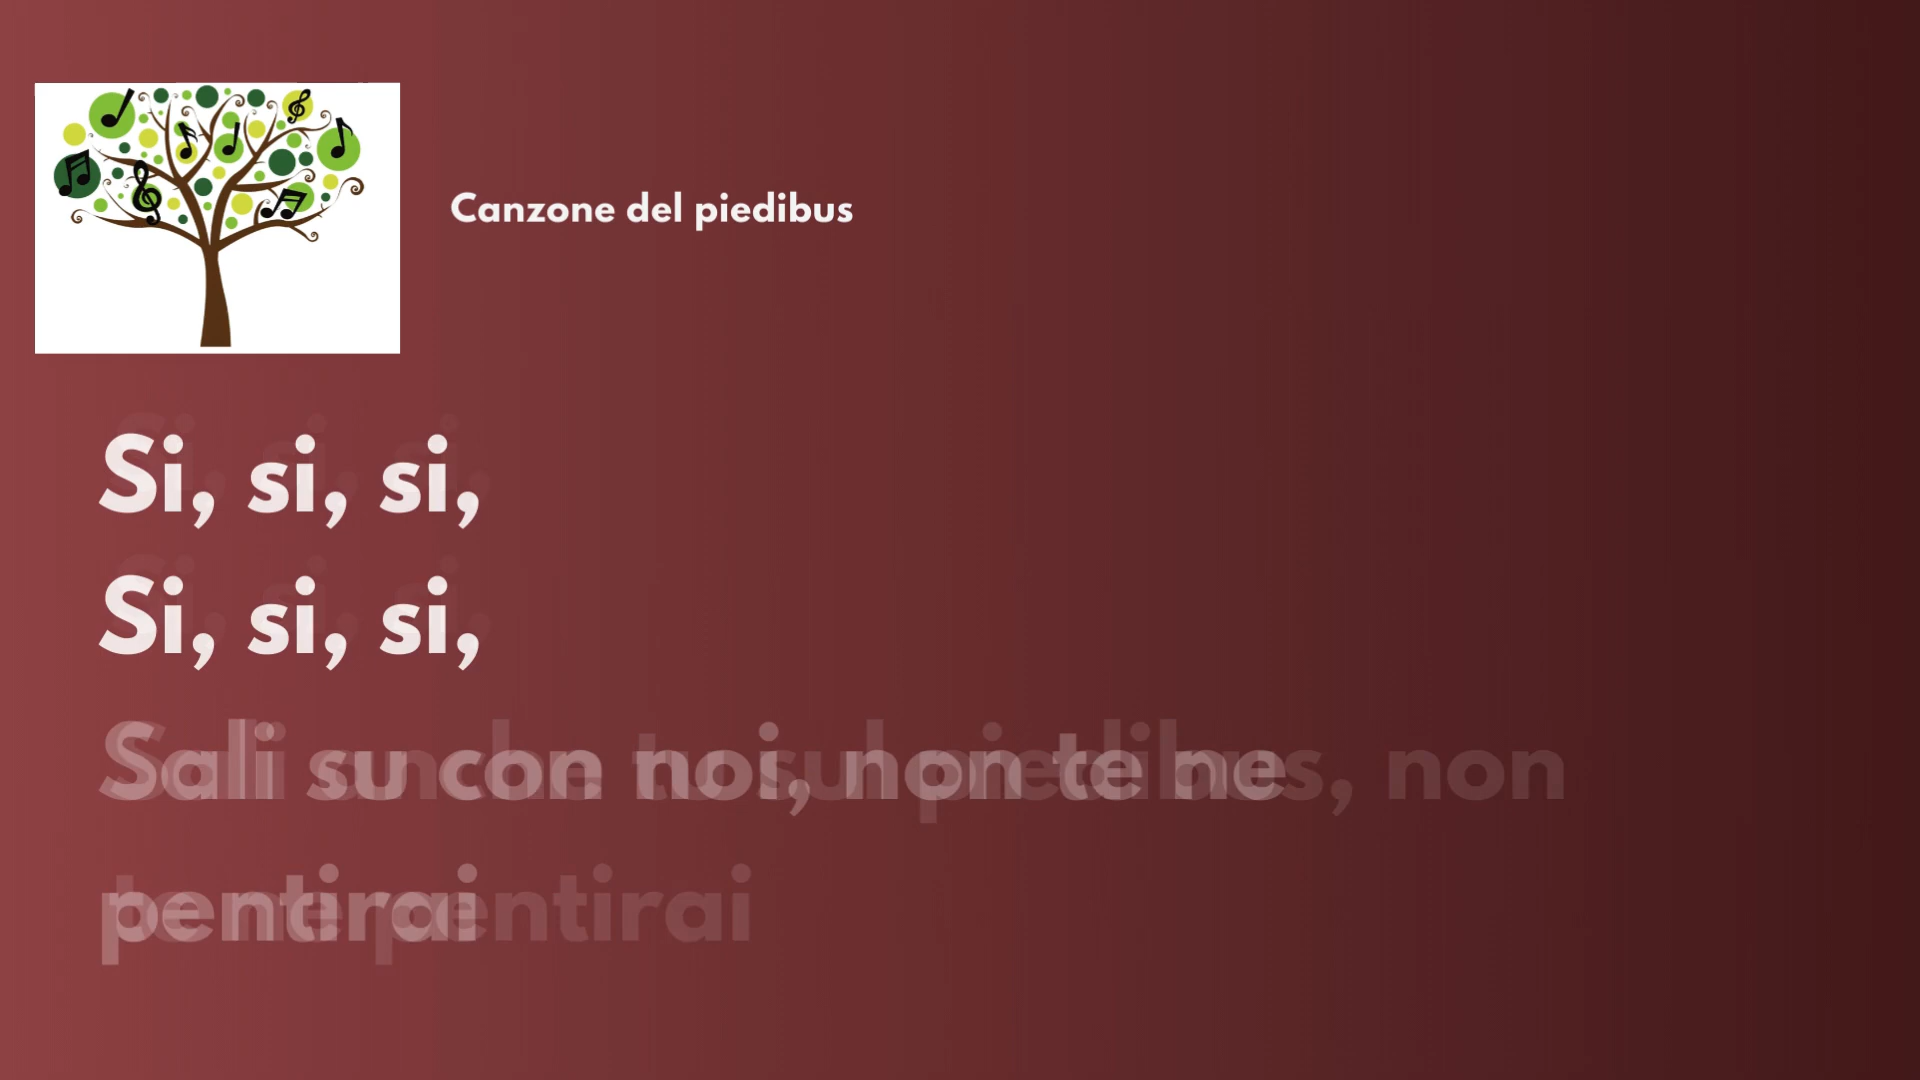 Canzone del piedibus
Si, si, si,
Si, si, si,
Sali su con noi, non te ne
pentirai